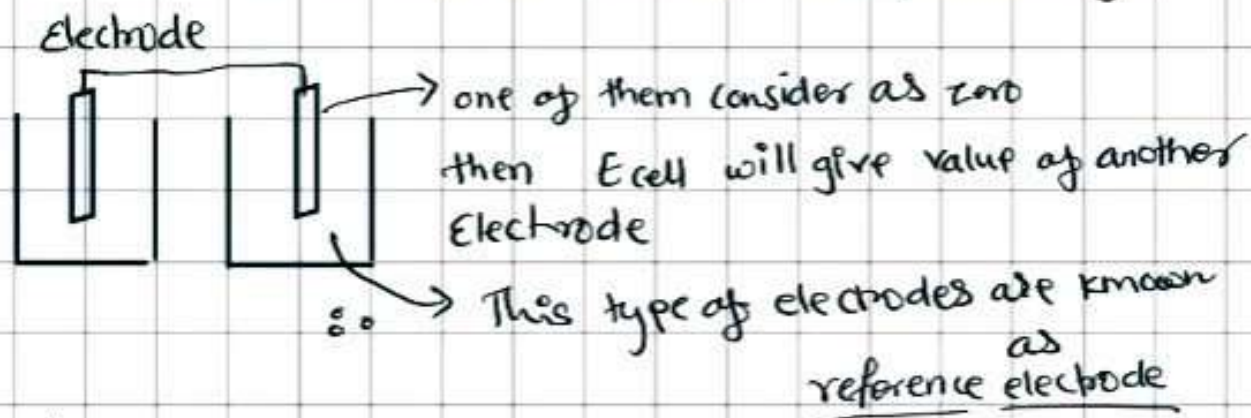 Electrode
→ one of them consider as zero
then Ecell will give value of another
Electrode
∴ → This type of electrodes are known
as
reference electrode